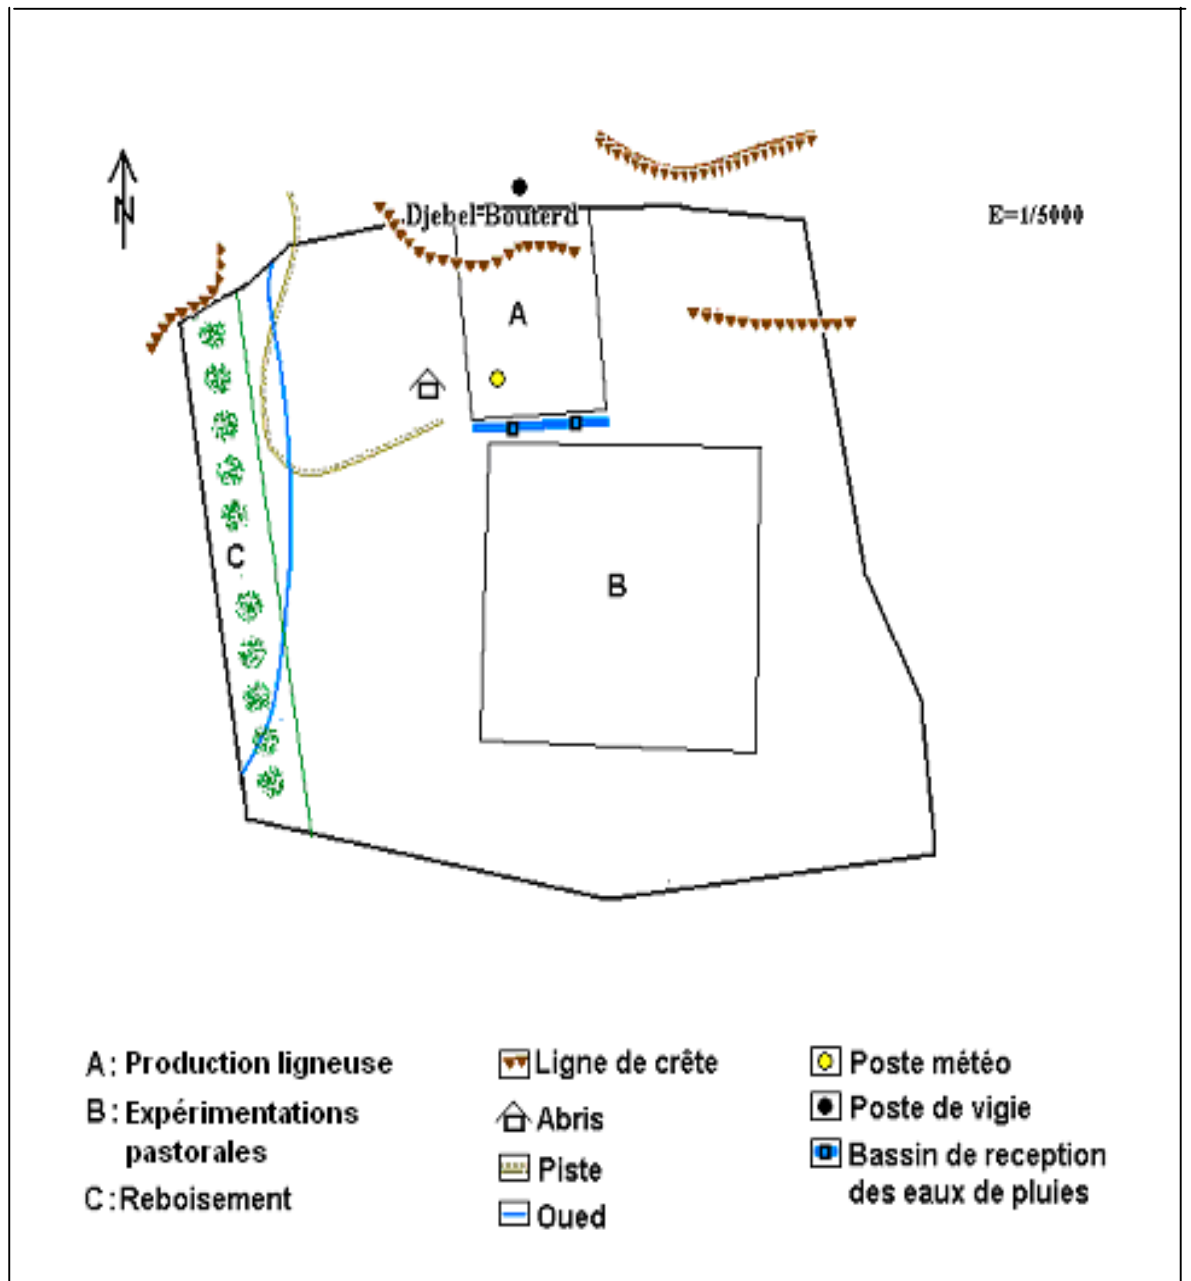 N
.Djebel Bouterd
E=1/5000
A
B
C
A: Production ligneuse
B: Expérimentations
pastorales
C: Reboisement
Ligne de crête
Abris
Piste
Oued
Poste météo
Poste de vigie
Bassin de reception
des eaux de pluies